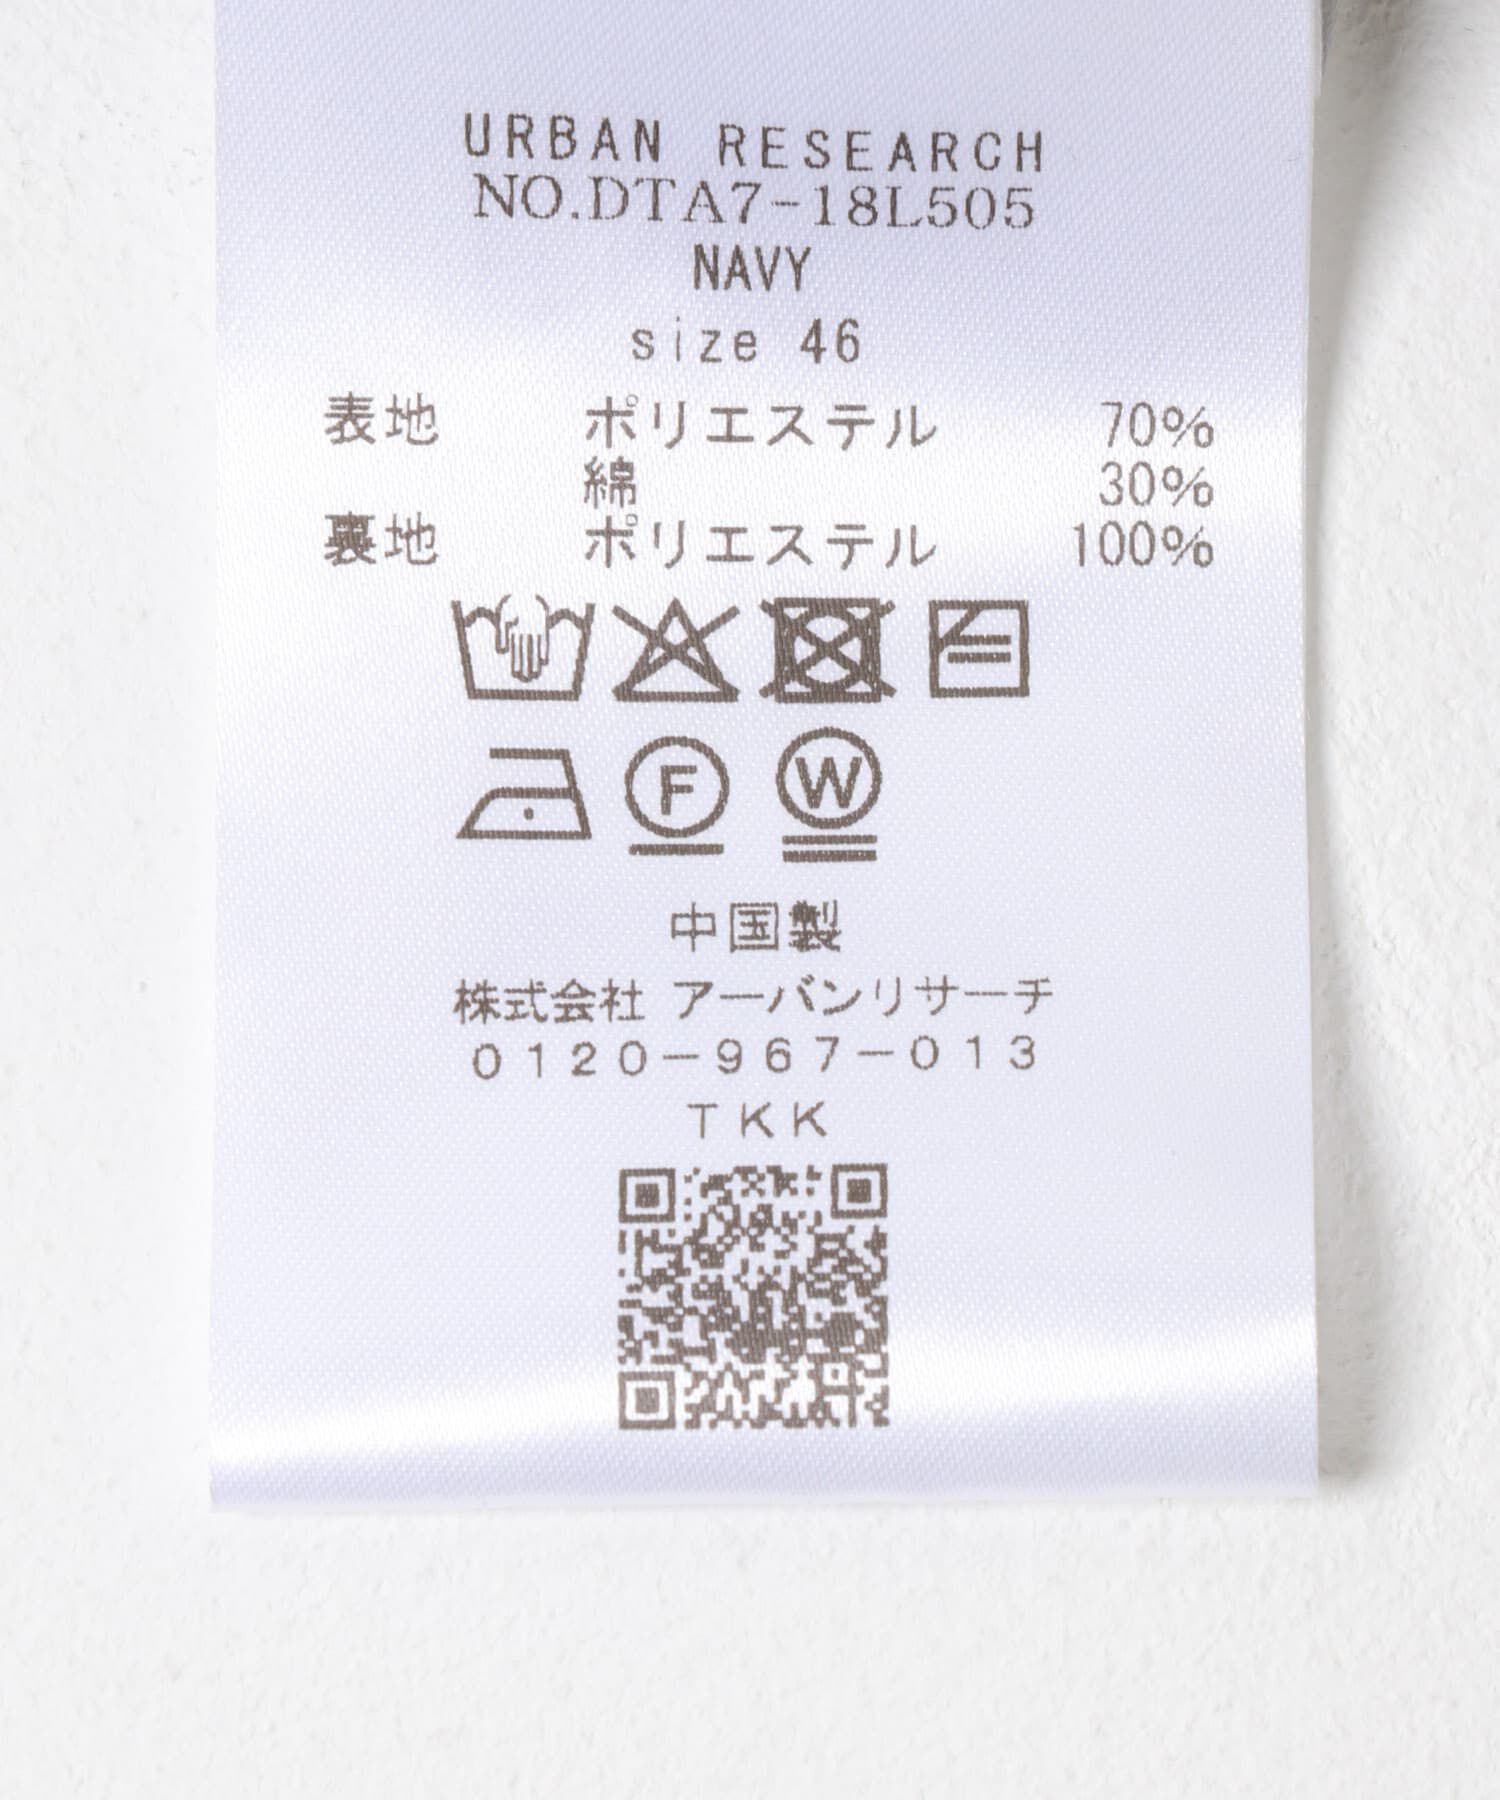 URBAN RESEARCH
NO.DTA7-18L505
NAVY
size 46
表地 ポリエステル 70%
綿 30%
裏地 ポリエステル 100%
F W
中国製
株式会社 アーバンリサーチ
0120-967-013
TKK